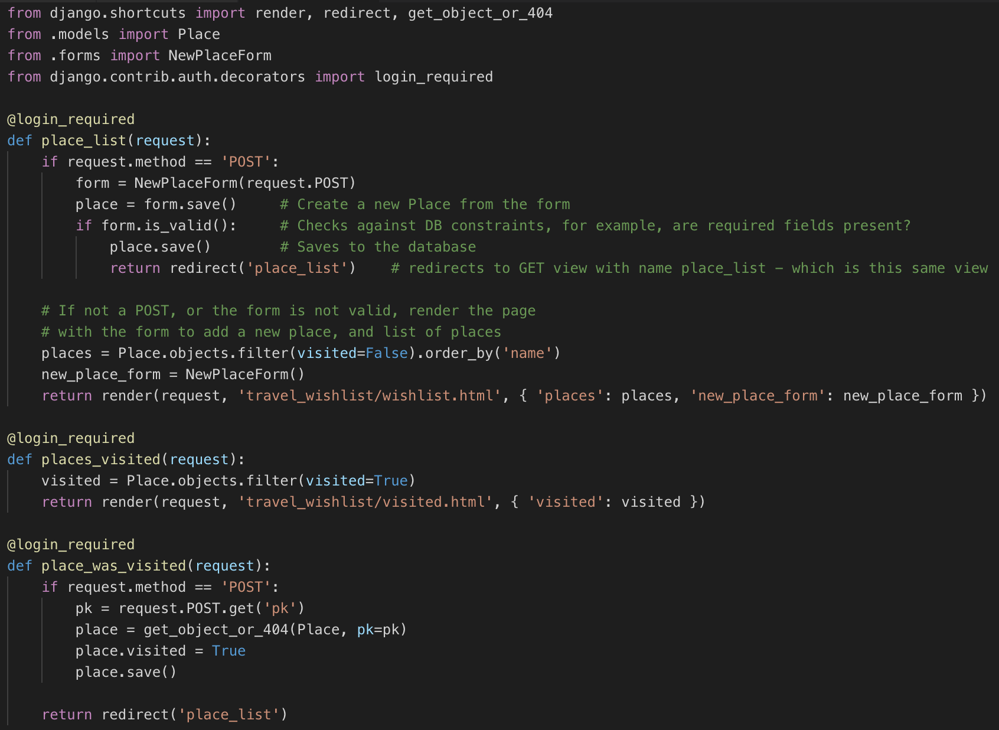 from django.shortcuts import render, redirect, get_object_or_404
from .models import Place
from .forms import NewPlaceForm
from django.contrib.auth.decorators import login_required

@login_required
def place_list(request):
    if request.method == 'POST':
        form = NewPlaceForm(request.POST)
        place = form.save()     # Create a new Place from the form
        if form.is_valid():     # Checks against DB constraints, for example, are required fields present?
            place.save()        # Saves to the database
            return redirect('place_list')    # redirects to GET view with name place_list – which is this same view

    # If not a POST, or the form is not valid, render the page
    # with the form to add a new place, and list of places
    places = Place.objects.filter(visited=False).order_by('name')
    new_place_form = NewPlaceForm()
    return render(request, 'travel_wishlist/wishlist.html', { 'places': places, 'new_place_form': new_place_form })

@login_required
def places_visited(request):
    visited = Place.objects.filter(visited=True)
    return render(request, 'travel_wishlist/visited.html', { 'visited': visited })

@login_required
def place_was_visited(request):
    if request.method == 'POST':
        pk = request.POST.get('pk')
        place = get_object_or_404(Place, pk=pk)
        place.visited = True
        place.save()

    return redirect('place_list')